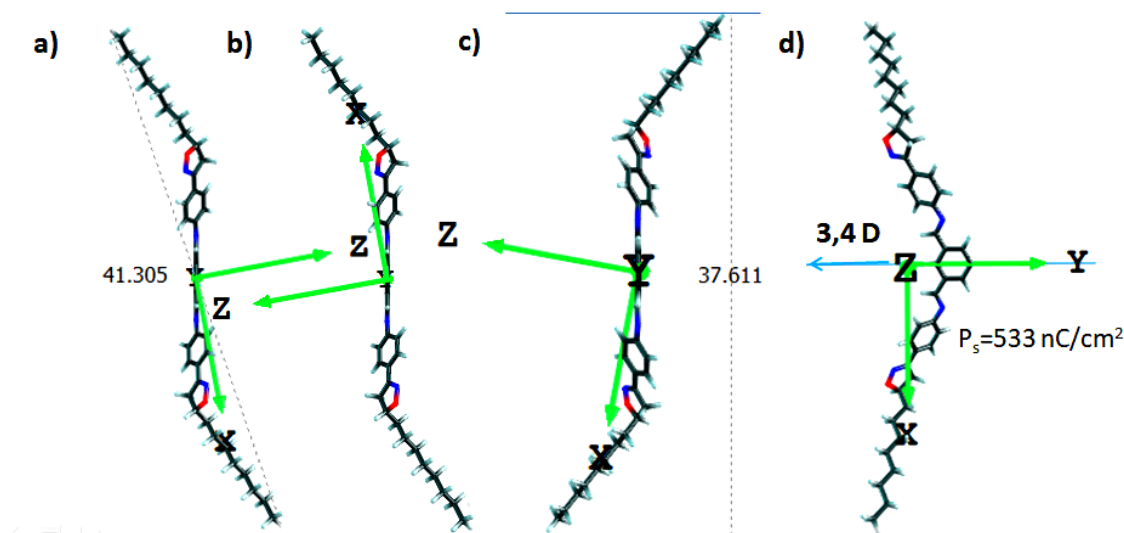 a)
b)
c)
d)
X
Z
Z
Z
3,4 D
Z
Y
41.305
Y
37.611
Pₛ=533 nC/cm²
X
X
X